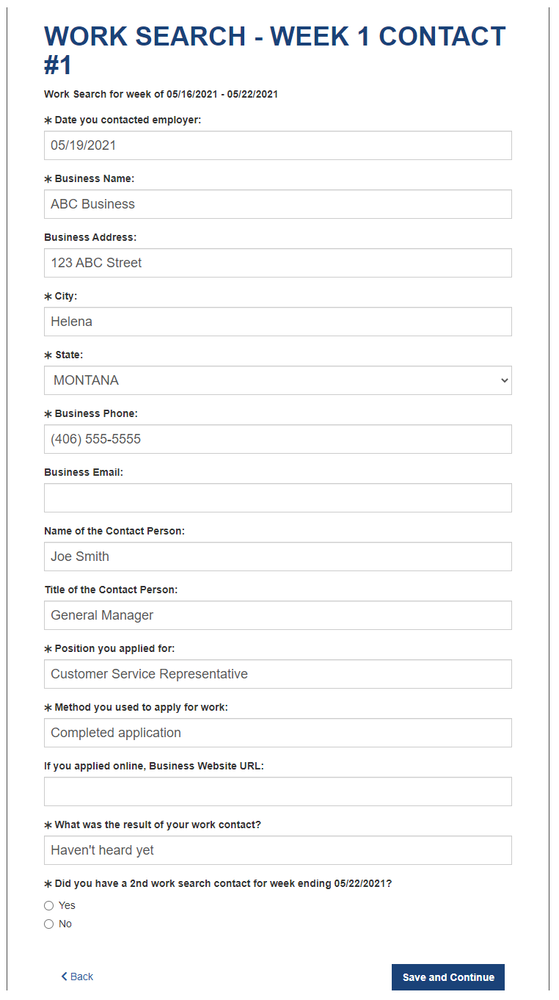 WORK SEARCH - WEEK 1 CONTACT
#1
Work Search for week of 05/16/2021 - 05/22/2021
* Date you contacted employer:
05/19/2021
* Business Name:
ABC Business
Business Address:
123 ABC Street
* City:
Helena
* State:
MONTANA
* Business Phone:
(406) 555-5555
Business Email:
Name of the Contact Person:
Joe Smith
Title of the Contact Person:
General Manager
* Position you applied for:
Customer Service Representative
* Method you used to apply for work:
Completed application
If you applied online, Business Website URL:
* What was the result of your work contact?
Haven't heard yet
* Did you have a 2nd work search contact for week ending 05/22/2021?
Yes
No
Back
Save and Continue